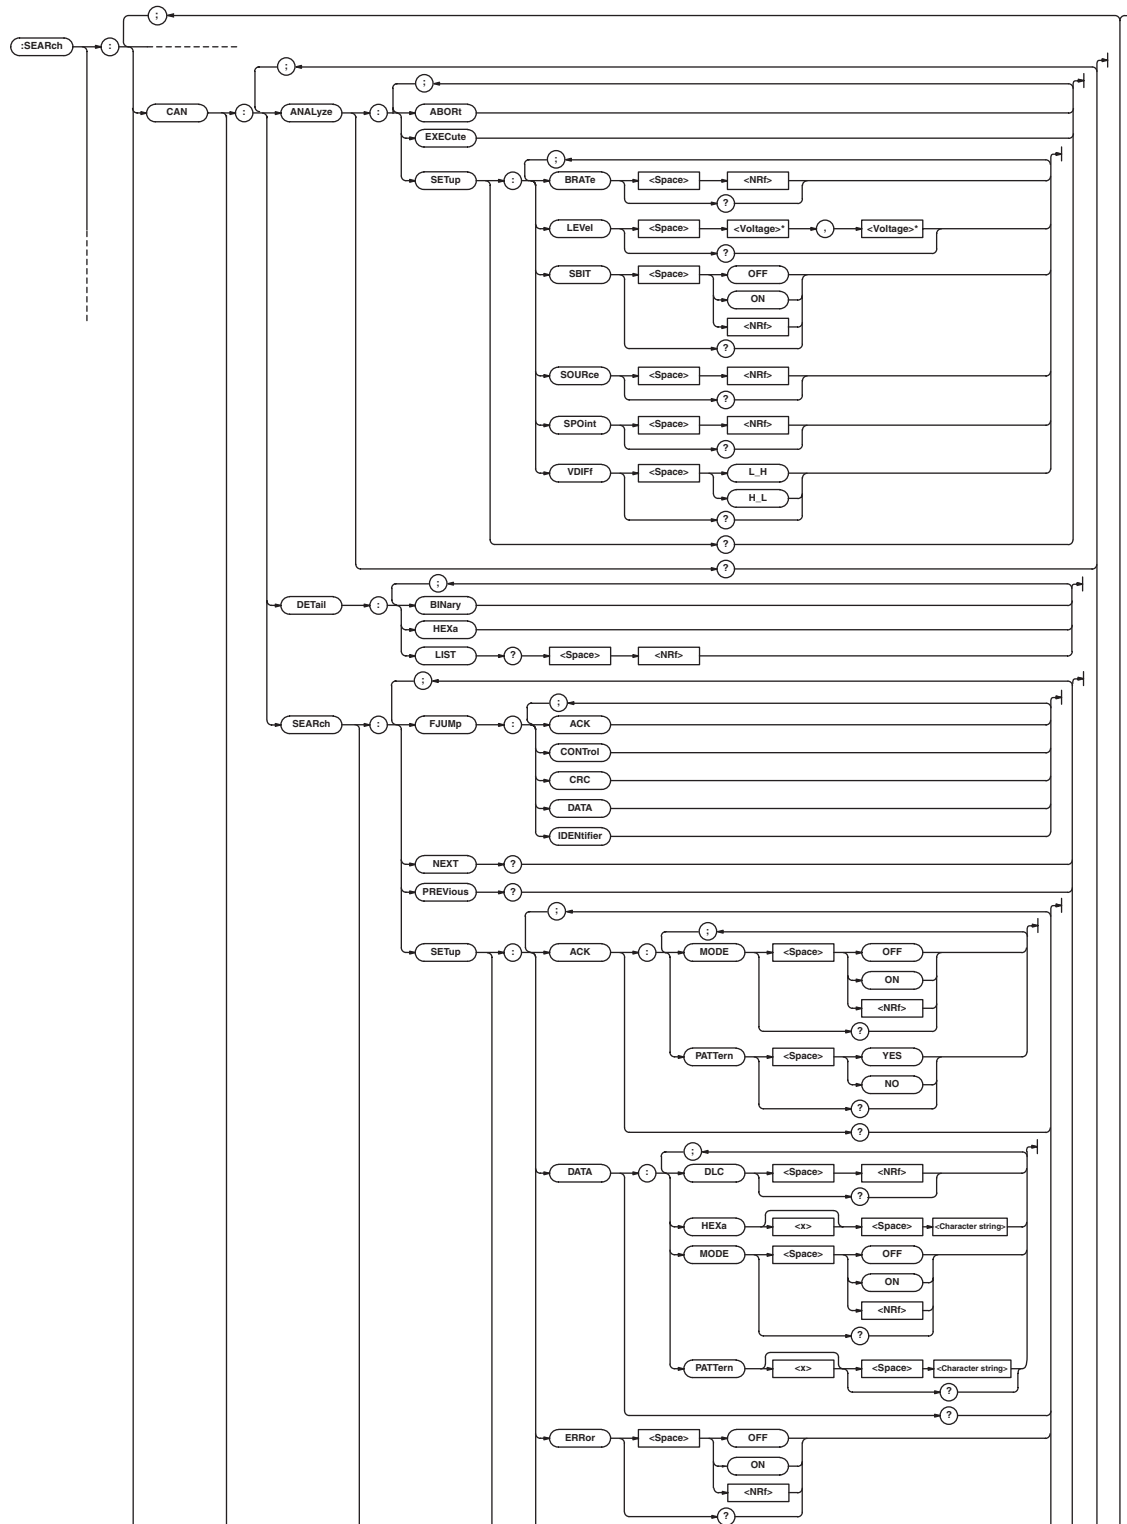 ;
:SEARch :
;
;
CAN : ANALyze : ABORt
EXECute
;
SETup : BRATe <Space> <NRf>
?
LEVel <Space> <Voltage>* , <Voltage>*
?
SBIT <Space> OFF
ON
<NRf>
?
SOURce <Space> <NRf>
?
SPOint <Space> <NRf>
?
VDIFf <Space> L_H
H_L
?
?
?
;
DETail : BINary
HEXa
LIST ? <Space> <NRf>
;
;
SEARch : FJUMp : ACK
CONTrol
CRC
DATA
IDENtifier
NEXT ?
PREVious ?
;
;
SETup : ACK : MODE <Space> OFF
ON
<NRf>
?
PATTern <Space> YES
NO
?
?
;
DATA : DLC <Space> <NRf>
?
HEXa <x> <Space> <Character string>
MODE <Space> OFF
ON
<NRf>
?
PATTern <x> <Space> <Character string>
?
?
ERRor <Space> OFF
ON
<NRf>
?